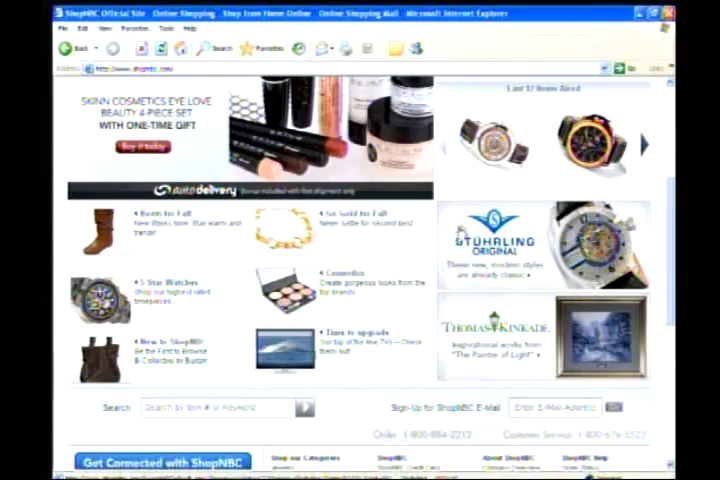 ShopNBC Official Site - Online Shopping - Shop from Home Online - Online Shopping Mall - Microsoft Internet Explorer
File Edit View Favorites Tools Help
Back Search Favorites
Address http://www.shopnbc.com/ Go Links
SKINN COSMETICS EYE LOVE
BEAUTY 4-PIECE SET
WITH ONE-TIME GIFT
Buy it today
autodelivery Bonus included with first shipment only
Last 12 Items Aired
Boots for Fall
New Styles Now. Star warm and
trendy!
Go Gold for Fall
Never settle for second best
STÜHRLING
ORIGINAL
These new, modern styles
are already classic.
5 Star Watches
Shop our highest rated
timepieces
Cosmetics
Create gorgeous looks from the
top brands
New to ShopNBC
Be the First to Browse
B-Collective by Buxton
Time to upgrade
Our top of the line TVs -- Check
them out!
THOMAS KINKADE
Inspirational works from
"The Painter of Light"
Search Search by Item # or Keyword
Sign-Up for ShopNBC E-Mail Enter E-Mail Address
Order 1-800-884-2212 Customer Service 1-800-676-5523
Get Connected with ShopNBC
Shop our Categories
ShopNBC
About ShopNBC
ShopNBC Help